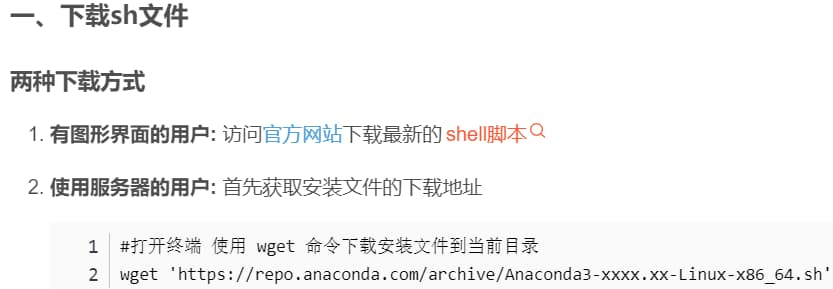 一、下载sh文件
两种下载方式
1. 有图形界面的用户: 访问官方网站下载最新的 shell脚本
2. 使用服务器的用户: 首先获取安装文件的下载地址
1 #打开终端 使用 wget 命令下载安装文件到当前目录
2 wget 'https://repo.anaconda.com/archive/Anaconda3-xxxx.xx-Linux-x86_64.sh'